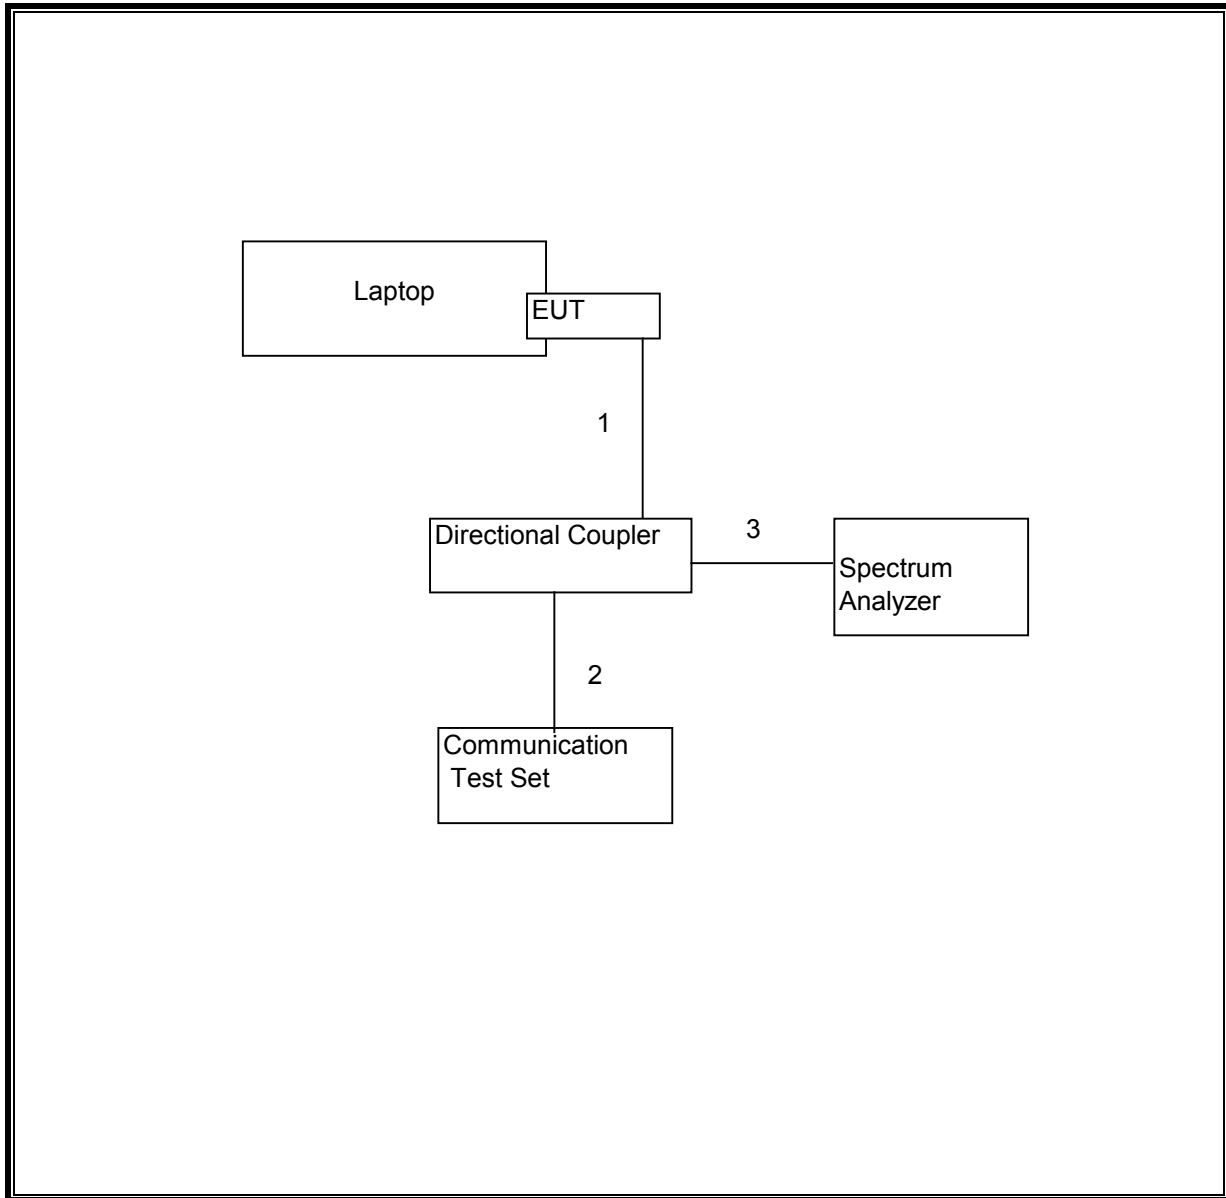 Laptop
EUT
1
Directional Coupler
3
Spectrum
Analyzer
2
Communication
Test Set